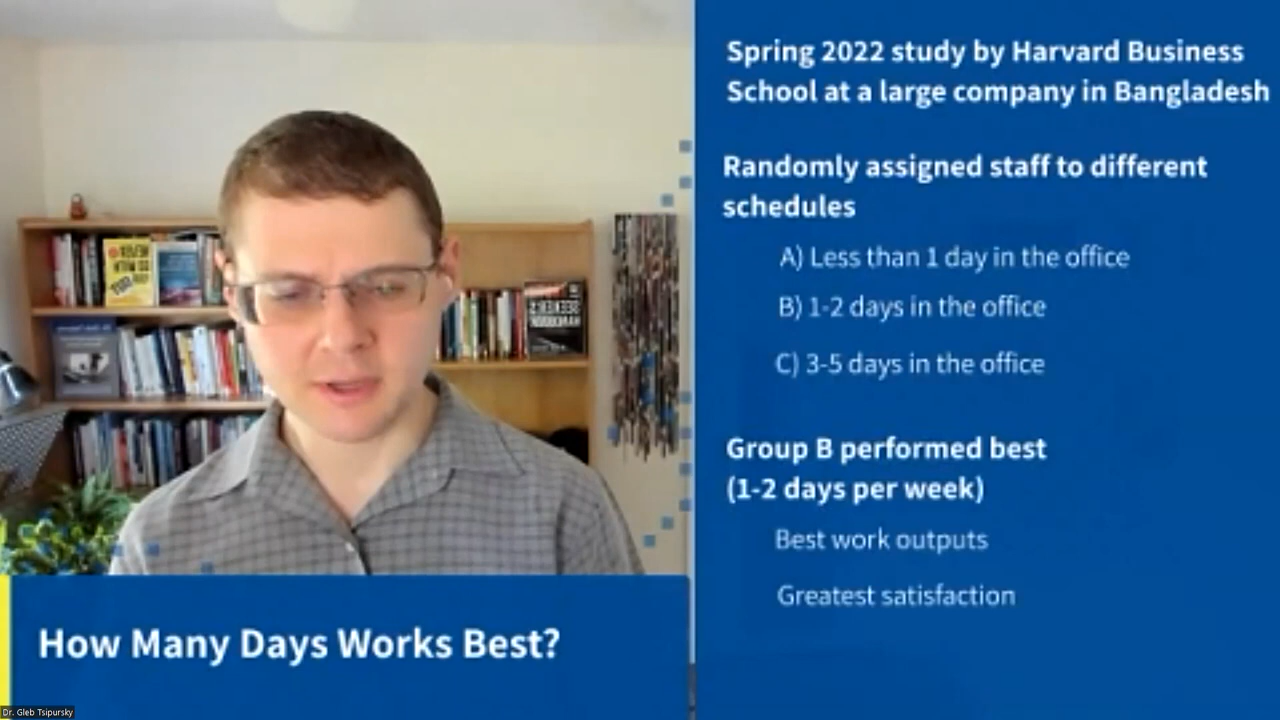 Spring 2022 study by Harvard Business
School at a large company in Bangladesh
Randomly assigned staff to different
schedules
A) Less than 1 day in the office
B) 1-2 days in the office
C) 3-5 days in the office
Group B performed best
(1-2 days per week)
Best work outputs
Greatest satisfaction
How Many Days Works Best?
Dr. Gleb Tsipursky